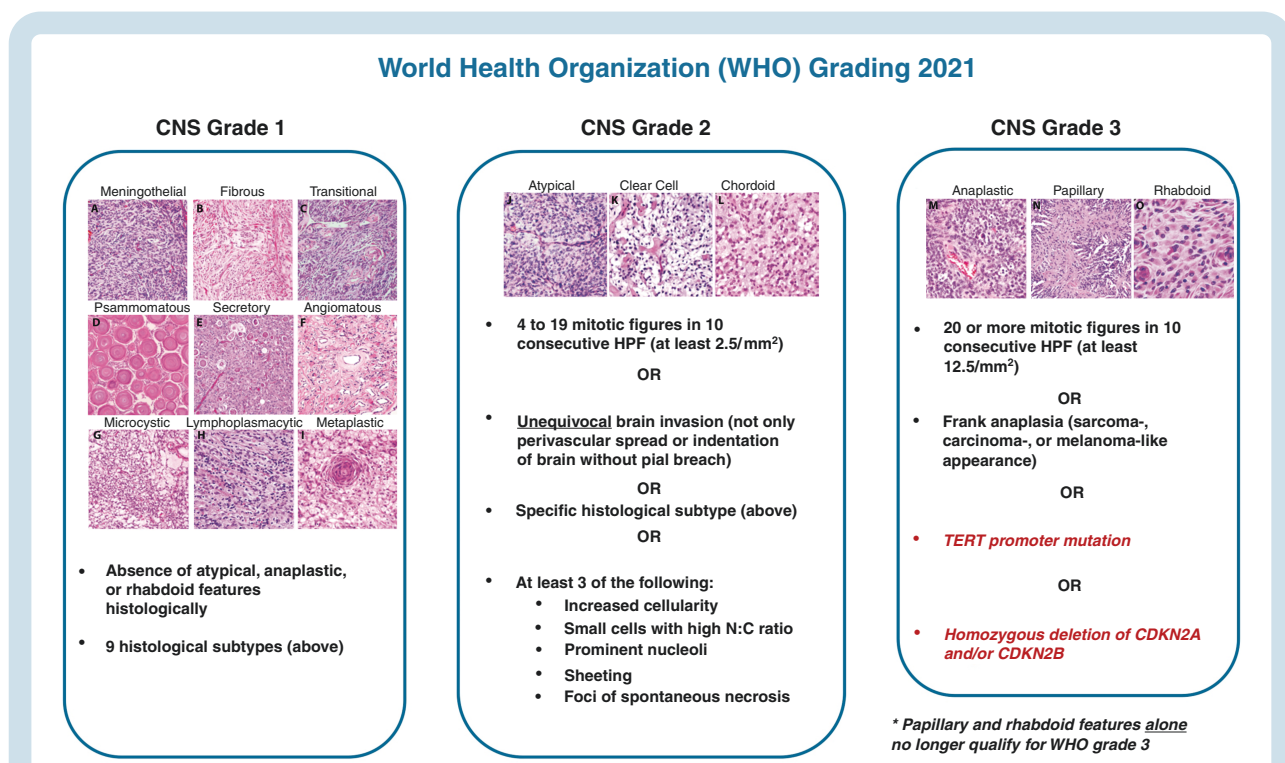 World Health Organization (WHO) Grading 2021
CNS Grade 1
Meningothelial
Fibrous
Transitional
A
B
C
Psammomatous
Secretory
Angiomatous
D
E
F
Microcystic
Lymphoplasmacytic
Metaplastic
G
H
I
• Absence of atypical, anaplastic,
or rhabdoid features
histologically
• 9 histological subtypes (above)
CNS Grade 2
Atypical
Clear Cell
Chordoid
J
K
L
• 4 to 19 mitotic figures in 10
consecutive HPF (at least 2.5/mm²)
OR
• Unequivocal brain invasion (not only
perivascular spread or indentation
of brain without pial breach)
OR
• Specific histological subtype (above)
OR
• At least 3 of the following:
• Increased cellularity
• Small cells with high N:C ratio
• Prominent nucleoli
• Sheeting
• Foci of spontaneous necrosis
CNS Grade 3
Anaplastic
Papillary
Rhabdoid
M
N
O
• 20 or more mitotic figures in 10
consecutive HPF (at least
12.5/mm²)
OR
• Frank anaplasia (sarcoma-,
carcinoma-, or melanoma-like
appearance)
OR
• TERT promoter mutation
OR
• Homozygous deletion of CDKN2A
and/or CDKN2B
* Papillary and rhabdoid features alone
no longer qualify for WHO grade 3